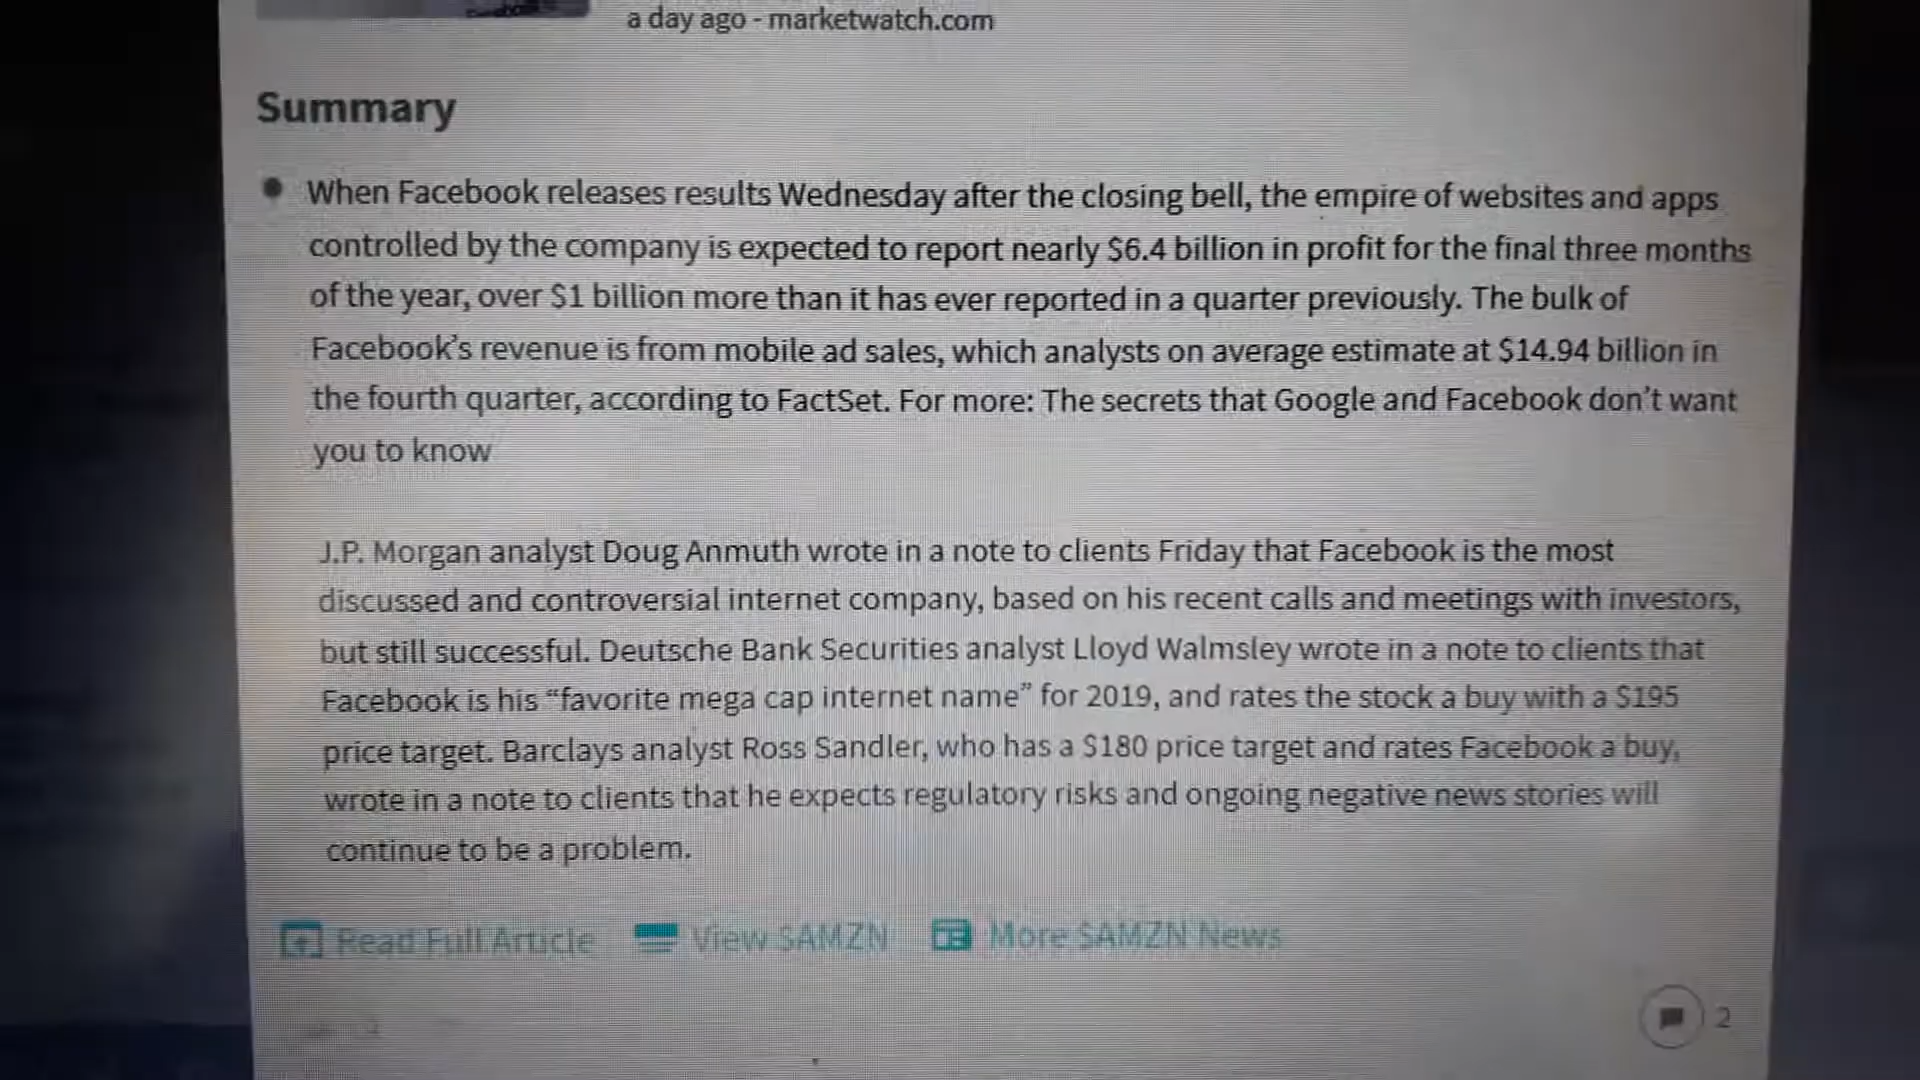 a day ago - marketwatch.com
Summary
When Facebook releases results Wednesday after the closing bell, the empire of websites and apps
controlled by the company is expected to report nearly $6.4 billion in profit for the final three months
of the year, over $1 billion more than it has ever reported in a quarter previously. The bulk of
Facebook's revenue is from mobile ad sales, which analysts on average estimate at $14.94 billion in
the fourth quarter, according to FactSet. For more: The secrets that Google and Facebook don't want
you to know
J.P. Morgan analyst Doug Anmuth wrote in a note to clients Friday that Facebook is the most
discussed and controversial internet company, based on his recent calls and meetings with investors,
but still successful. Deutsche Bank Securities analyst Lloyd Walmsley wrote in a note to clients that
Facebook is his “favorite mega cap internet name” for 2019, and rates the stock a buy with a $195
price target. Barclays analyst Ross Sandler, who has a $180 price target and rates Facebook a buy,
wrote in a note to clients that he expects regulatory risks and ongoing negative news stories will
continue to be a problem.
Read Full Article View $AMZN More $AMZN News
2